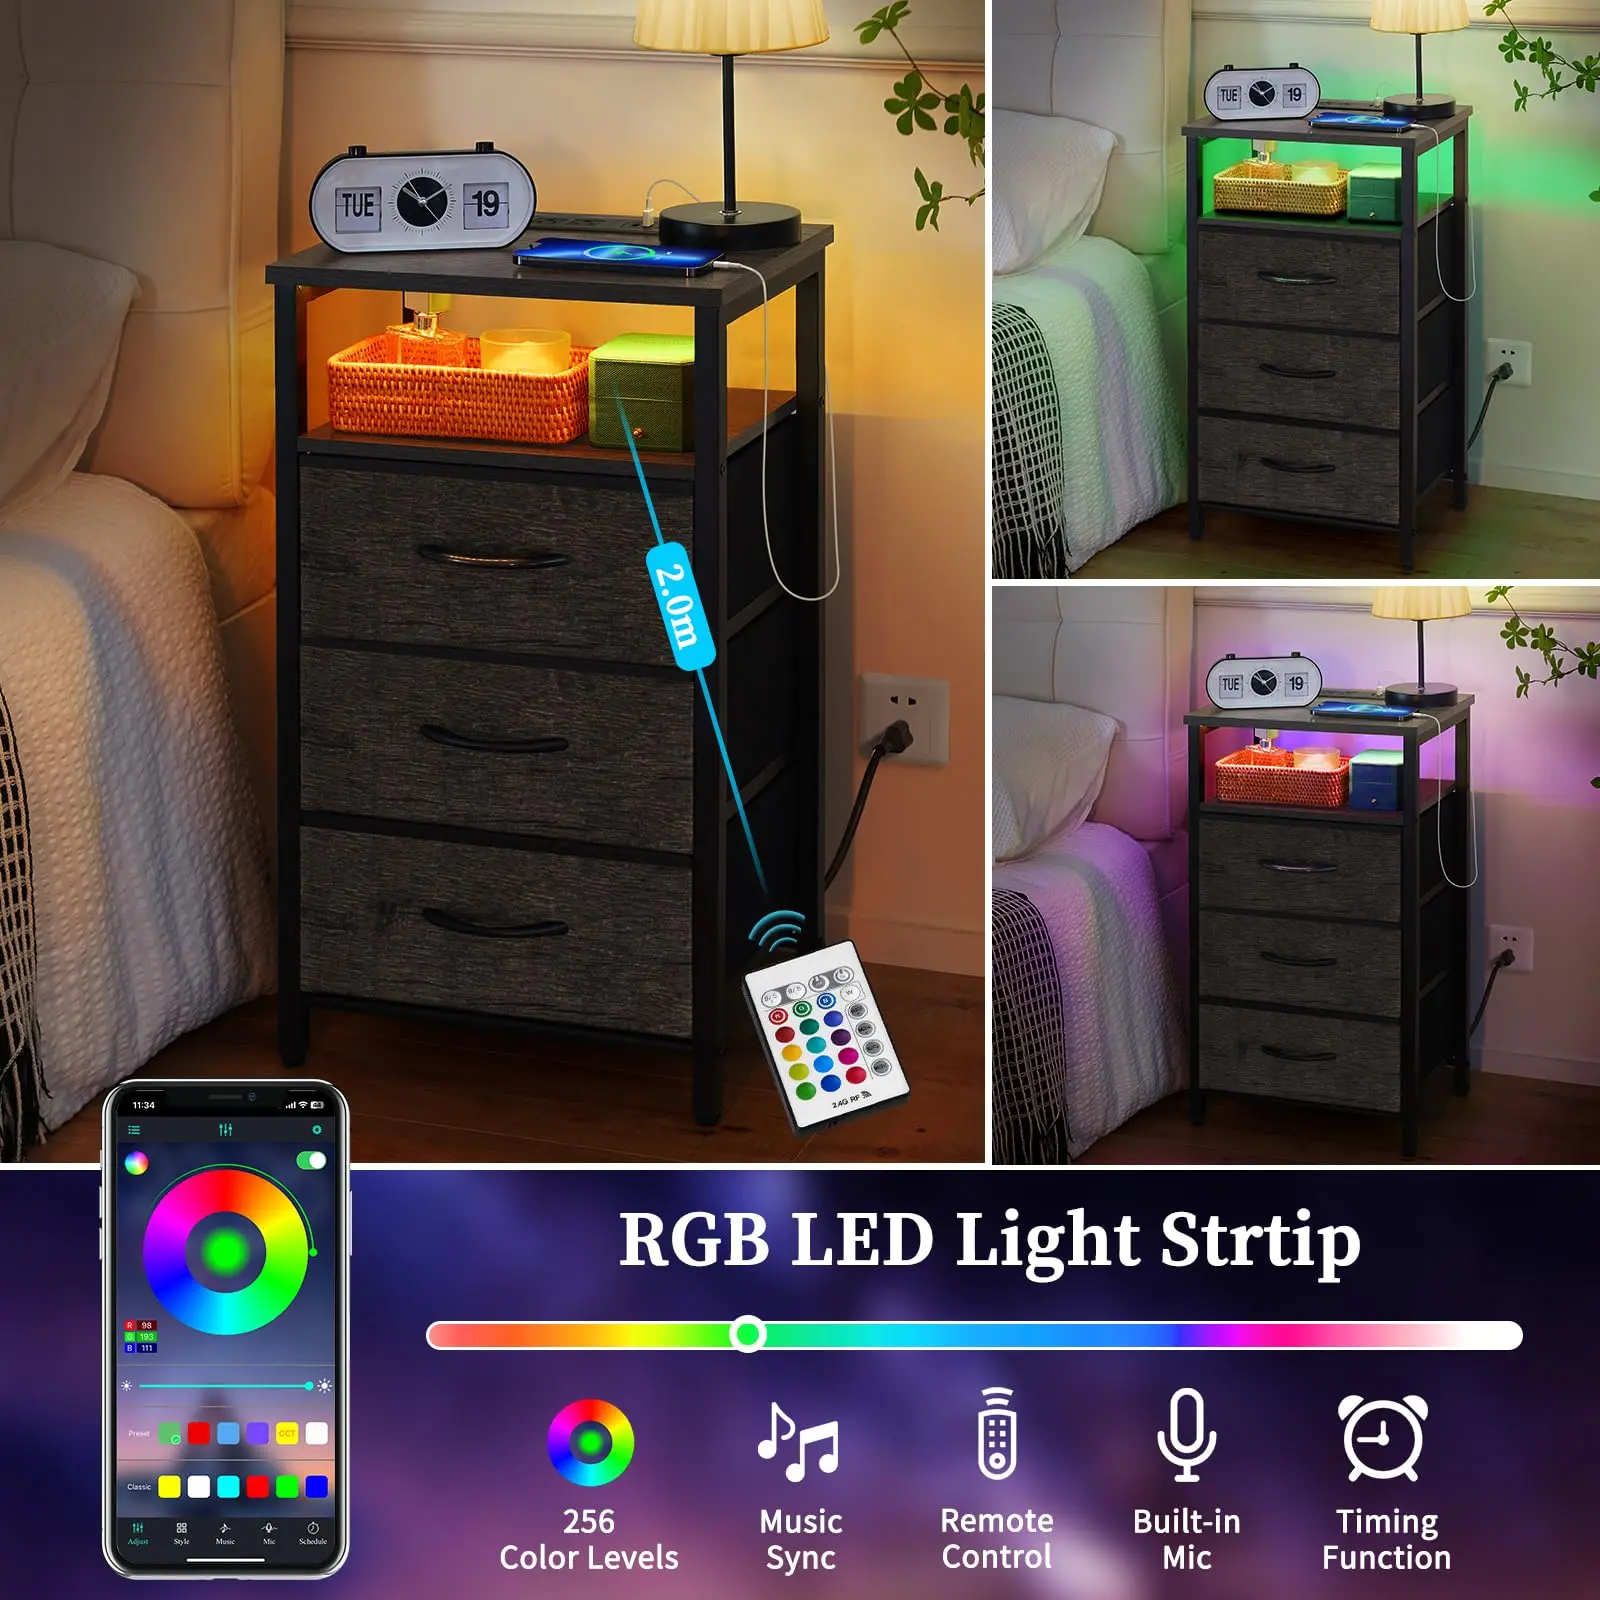 TUE
19
2.0m
2.4G RF
TUE
19
TUE
19
11:34
R 98
G 193
B 111
Preset
CCT
Classic
Adjust
Style
Music
Mic
Schedule
RGB LED Light Strtip
256
Color Levels
Music
Sync
Remote
Control
Built-in
Mic
Timing
Function